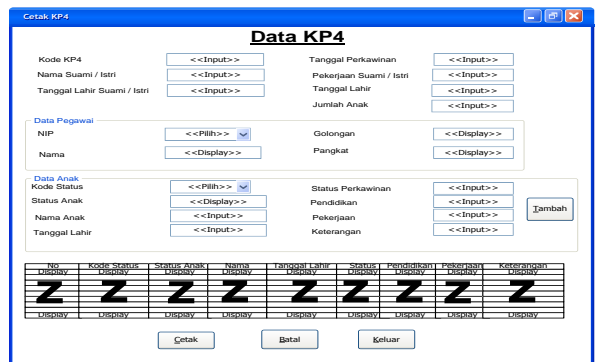 Cetak KP4
Data KP4
Kode KP4 <<Input>> Tanggal Perkawinan <<Input>>
Nama Suami / Istri <<Input>> Pekerjaan Suami / Istri <<Input>>
Tanggal Lahir Suami / Istri <<Input>> Tanggal Lahir <<Input>>
Jumlah Anak <<Input>>
Data Pegawai
NIP <<Pilih>> Golongan <<Display>>
Nama <<Display>> Pangkat <<Display>>
Data Anak
Kode Status <<Pilih>> Status Perkawinan <<Input>>
Status Anak <<Display>> Pendidikan <<Input>>
Nama Anak <<Input>> Pekerjaan <<Input>>
Tanggal Lahir <<Input>> Keterangan <<Input>>
Tambah
No Kode Status Status Anak Nama Tanggal Lahir Status Pendidikan Pekerjaan Keterangan
Display Display Display Display Display Display Display Display Display
Z Z Z Z Z Z Z Z Z
Display Display Display Display Display Display Display Display Display
Cetak Batal Keluar